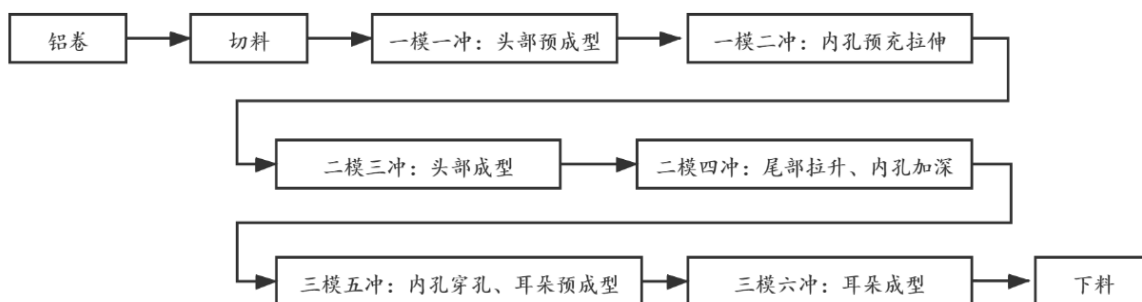 铝卷
切料
一模一冲：头部预成型
一模二冲：内孔预充拉伸
二模三冲：头部成型
二模四冲：尾部拉升、内孔加深
三模五冲：内孔穿孔、耳朵预成型
三模六冲：耳朵成型
下料